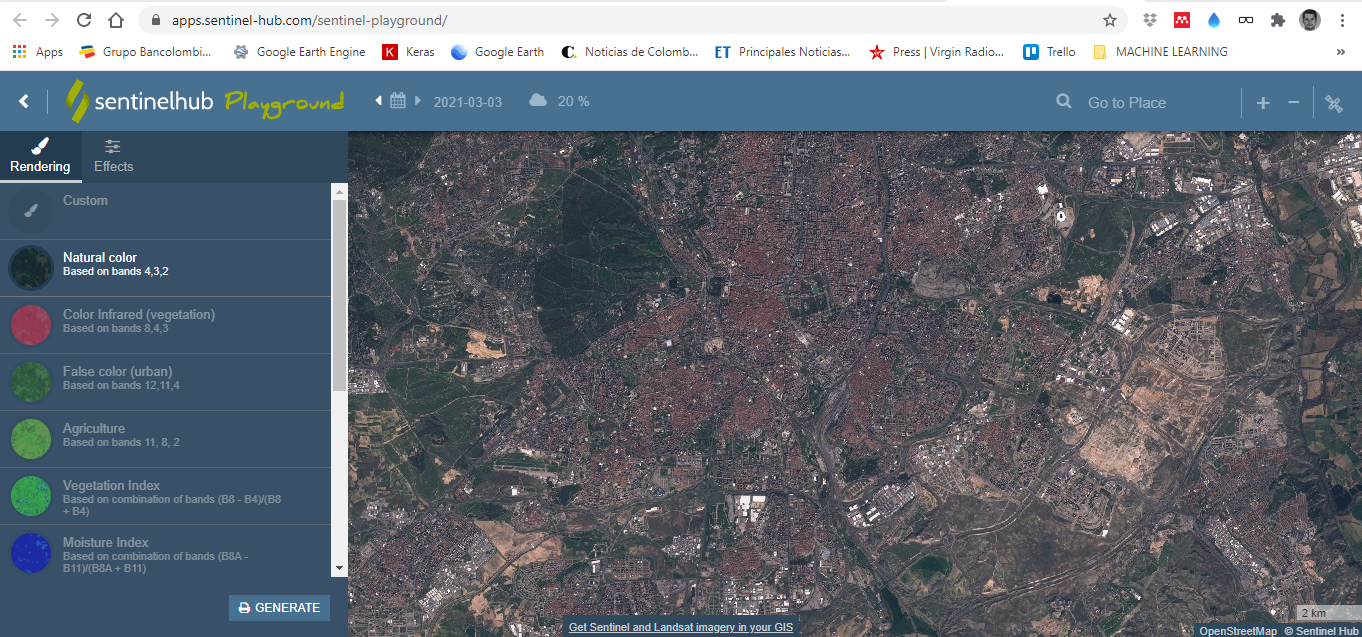 apps.sentinel-hub.com/sentinel-playground/
Apps
Grupo Bancolombi...
Google Earth Engine
K
Keras
Google Earth
C.
Noticias de Colomb...
ET
Principales Noticias...
Press | Virgin Radio...
Trello
MACHINE LEARNING
»
sentinelhub Playground
2021-03-03
20 %
Go to Place
Rendering
Effects
Custom
Natural color
Based on bands 4,3,2
Color Infrared (vegetation)
Based on bands 8,4,3
False color (urban)
Based on bands 12,11,4
Agriculture
Based on bands 11, 8, 2
Vegetation Index
Based on combination of bands (B8 - B4)/(B8
+ B4)
Moisture Index
Based on combination of bands (B8A -
B11)/(B8A + B11)
GENERATE
Get Sentinel and Landsat imagery in your GIS
2 km
OpenStreetMap © Sentinel Hub